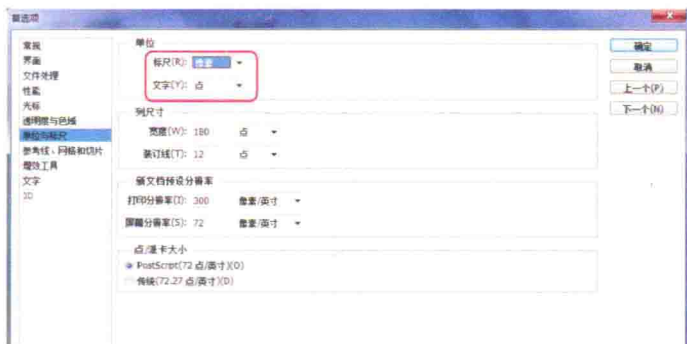 首选项
常规
界面
文件处理
性能
光标
透明度与色域
单位与标尺
参考线、网格和切片
增效工具
文字
3D
单位
标尺(R): 像素
文字(Y): 点
列尺寸
宽度(W): 180 点
装订线(T): 12 点
新文档预设分辨率
打印分辨率(I): 300 像素/英寸
屏幕分辨率(S): 72 像素/英寸
点/派卡大小
PostScript(72 点/英寸)(O)
传统(72.27 点/英寸)(D)
确定
取消
上一个(P)
下一个(N)